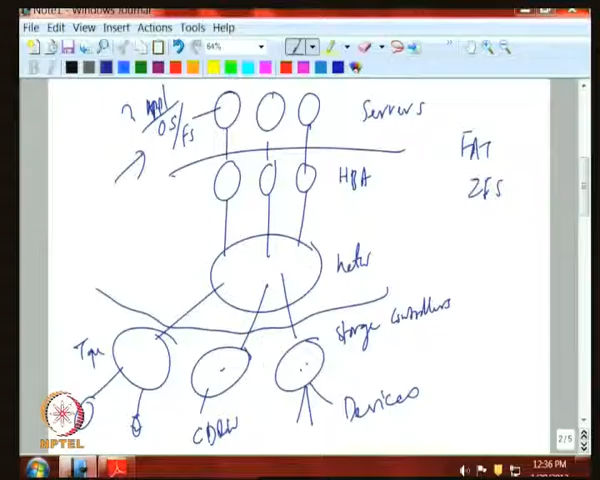 Note1 - Windows Journal
File Edit View Insert Actions Tools Help
64%
B I
? Appl
OS/FS
Servers
FAT
ZFS
HBA
Netw
Storage Controllers
Tape
CDRW
Devices
NPTEL
2/5
12:36 PM